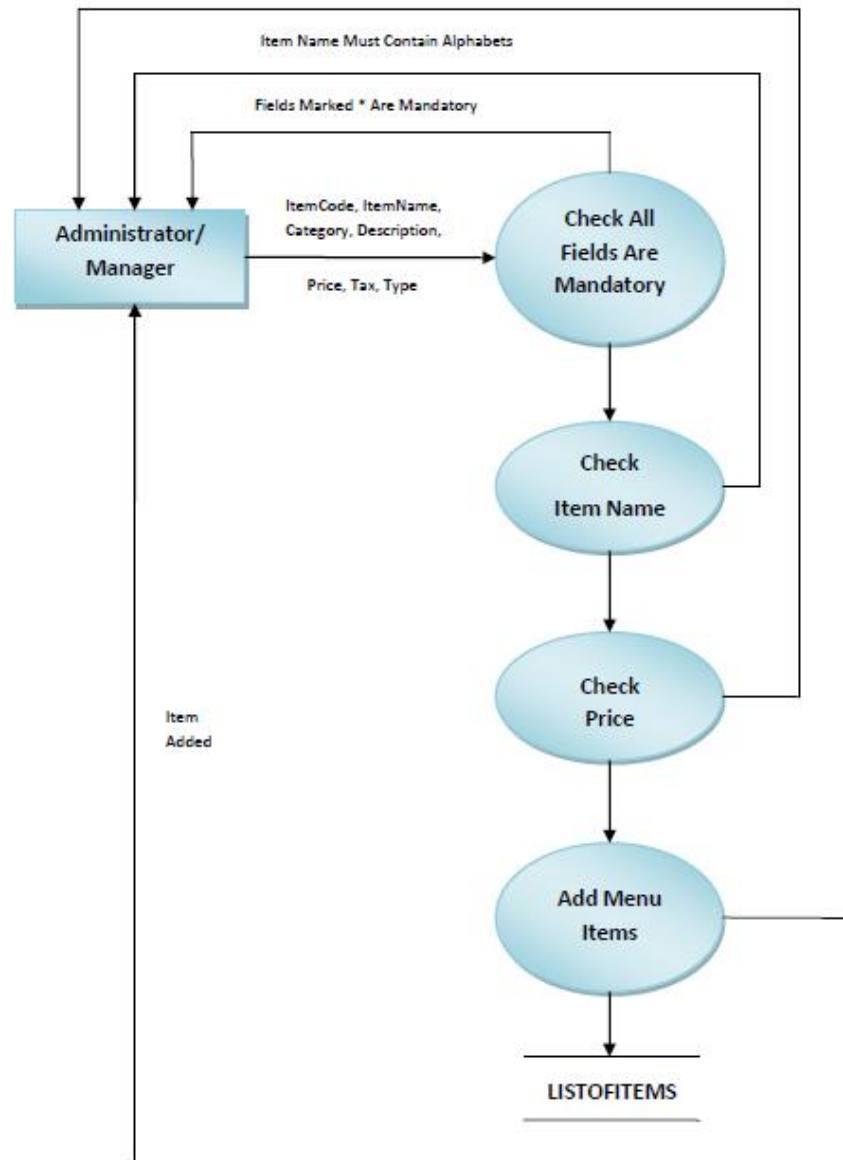 Item Name Must Contain Alphabets
Fields Marked * Are Mandatory
Administrator/
Manager
ItemCode, ItemName,
Category, Description,
Price, Tax, Type
Check All
Fields Are
Mandatory
Check
Item Name
Check
Price
Item
Added
Add Menu
Items
LISTOFITEMS